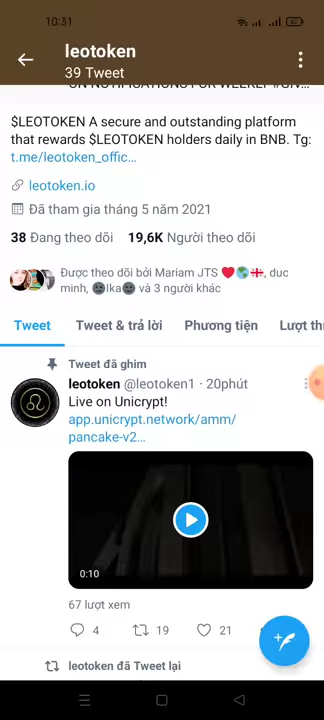 10:31
leotoken
39 Tweet
$LEOTOKEN A secure and outstanding platform
that rewards $LEOTOKEN holders daily in BNB. Tg:
t.me/leotoken_offic…
leotoken.io
Đã tham gia tháng 5 năm 2021
38 Đang theo dõi 19,6K Người theo dõi
Được theo dõi bởi Mariam JTS ❤️🌎🇬🇪, duc
minh, 🌚Ika🌚 và 3 người khác
Tweet Tweet & trả lời Phương tiện Lượt th
Tweet đã ghim
leotoken @leotoken1 · 20phút
Live on Unicrypt!
app.unicrypt.network/amm/
pancake-v2…
0:10
67 lượt xem
4 19 21
leotoken đã Tweet lại